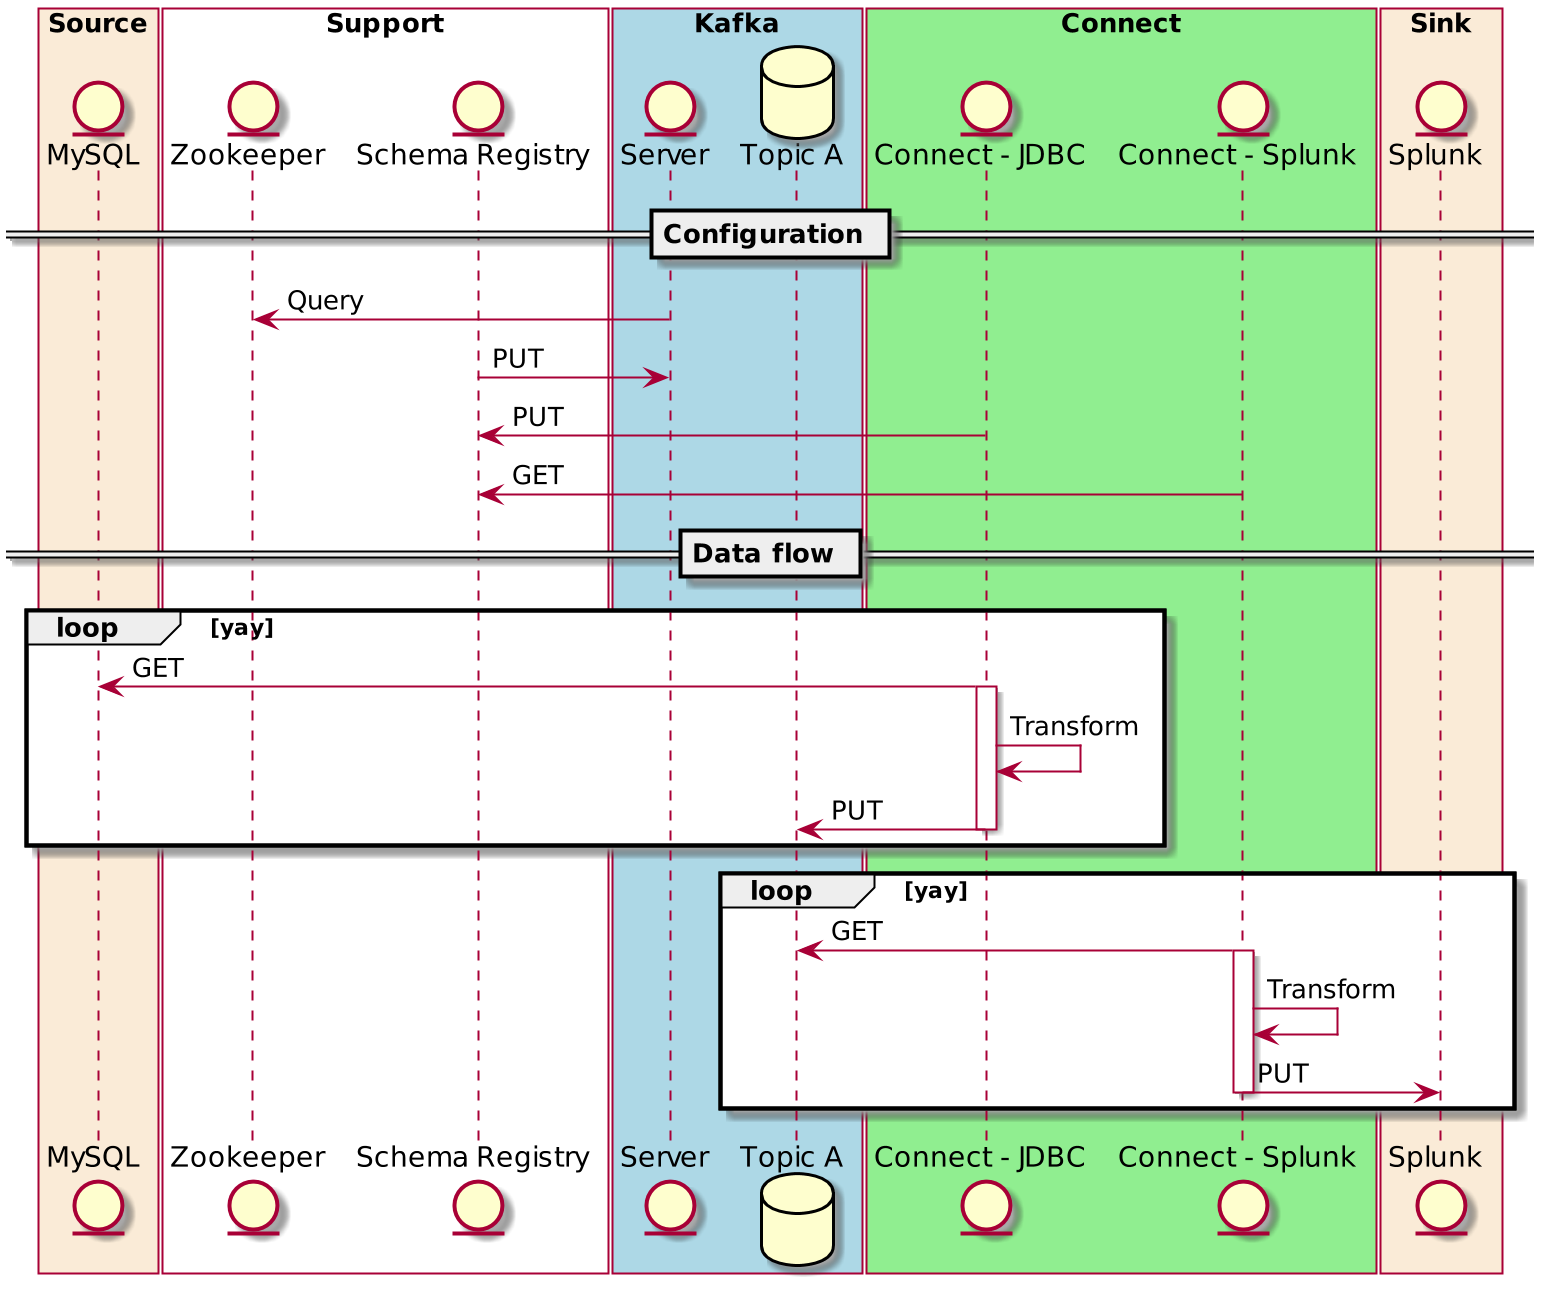 Source Support Kafka Connect Sink
MySQL Zookeeper Schema Registry Server Topic A Connect - JDBC Connect - Splunk Splunk
Configuration
Query
PUT
PUT
GET
Data flow
loop [yay]
GET
Transform
PUT
loop [yay]
GET
Transform
PUT
MySQL Zookeeper Schema Registry Server Topic A Connect - JDBC Connect - Splunk Splunk